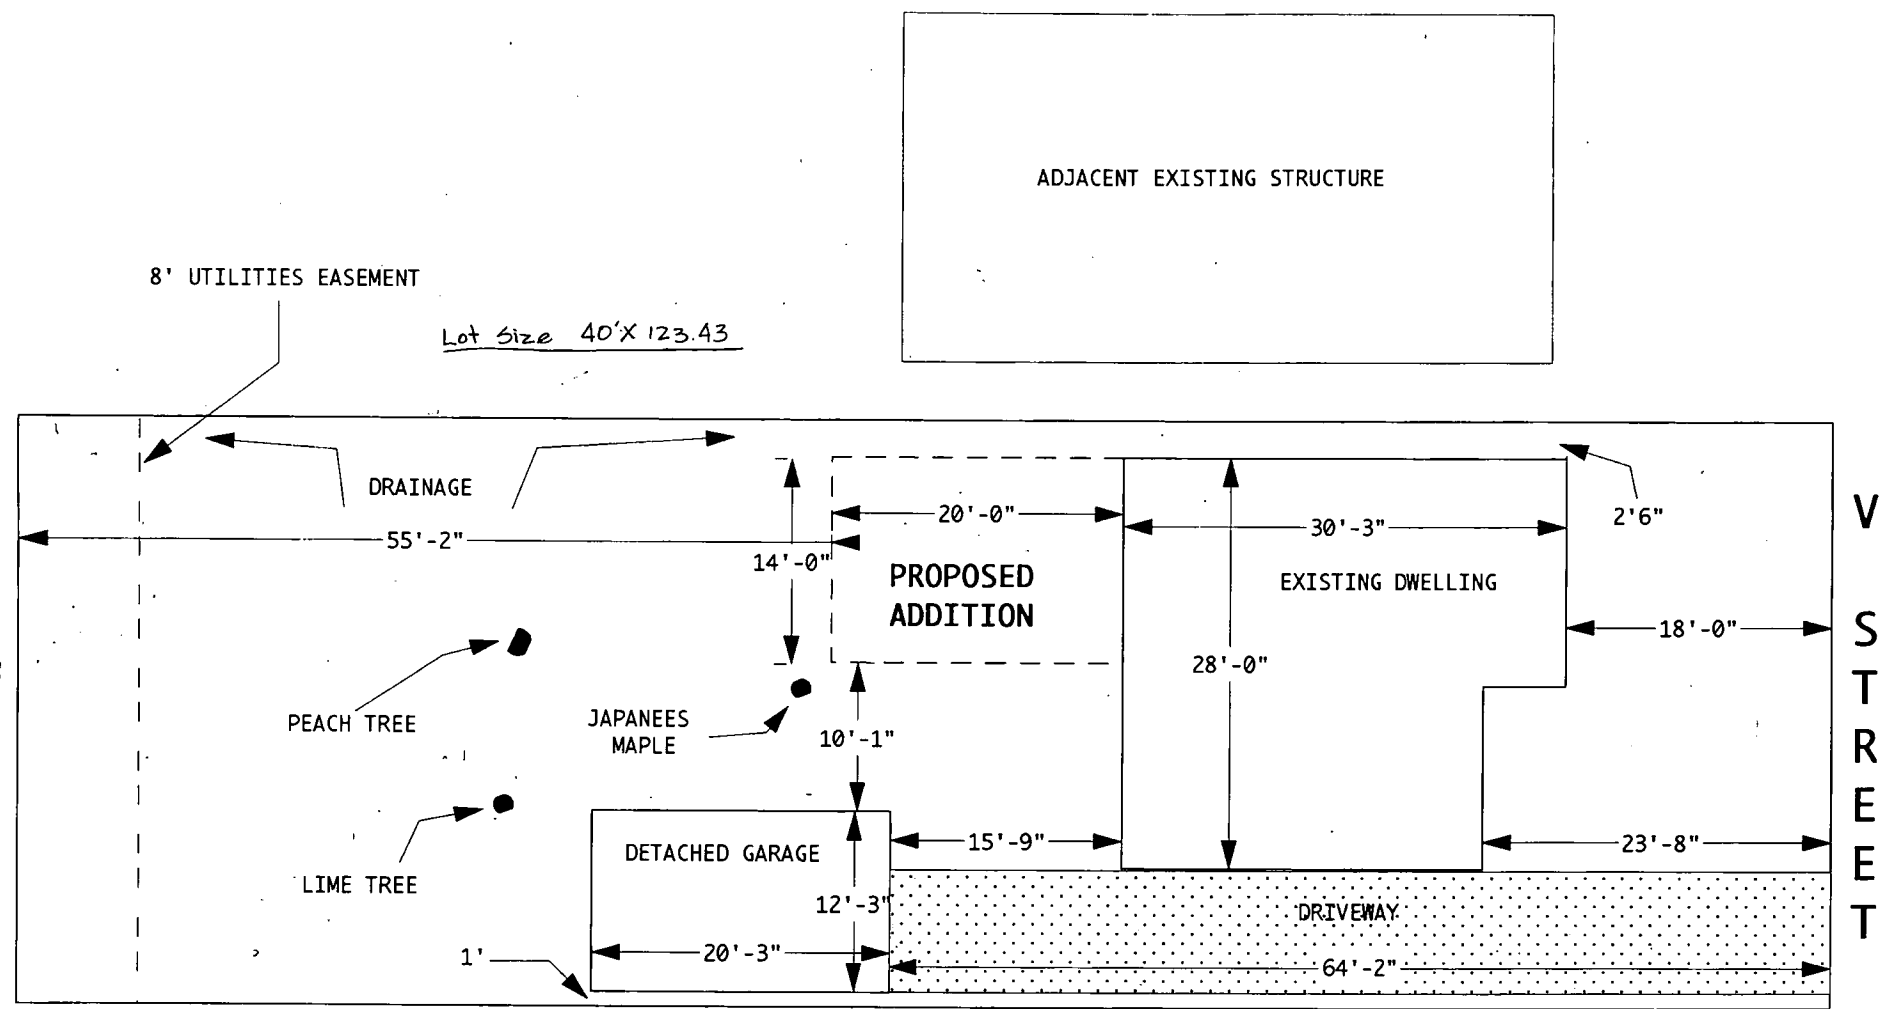 ADJACENT EXISTING STRUCTURE
8' UTILITIES EASEMENT
Lot Size 40'X 123.43
DRAINAGE
55'-2"
14'-0"
20'-0"
PROPOSED
ADDITION
30'-3"
EXISTING DWELLING
2'6"
18'-0"
28'-0"
PEACH TREE
JAPANEES
MAPLE
10'-1"
LIME TREE
DETACHED GARAGE
12'-3"
20'-3"
1'
15'-9"
23'-8"
DRIVEWAY
64'-2"
V STREET